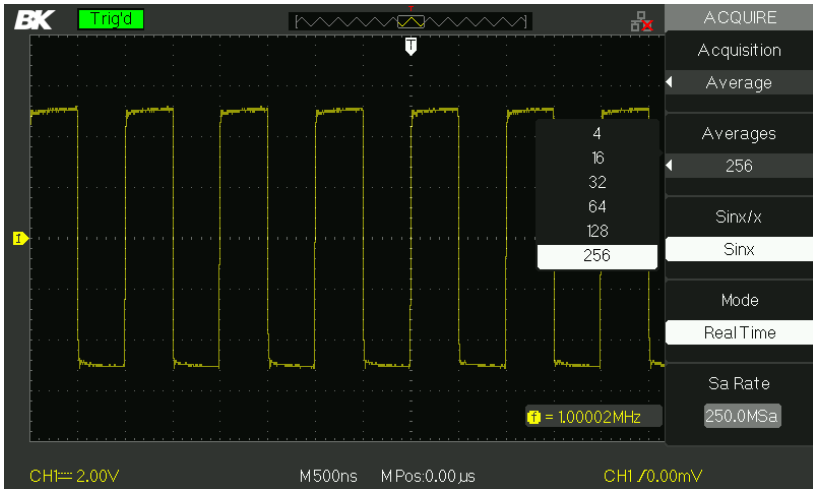 BK Trig'd T ACQUIRE
T
Acquisition
Average
Averages
256
4
16
32
64
128
256
Sinx/x
Sinx
Mode
Real Time
Sa Rate
250.0MSa
f = 1.00002MHz
CH1 2.00V M500ns M Pos:0.00μs CH1 /0.00mV